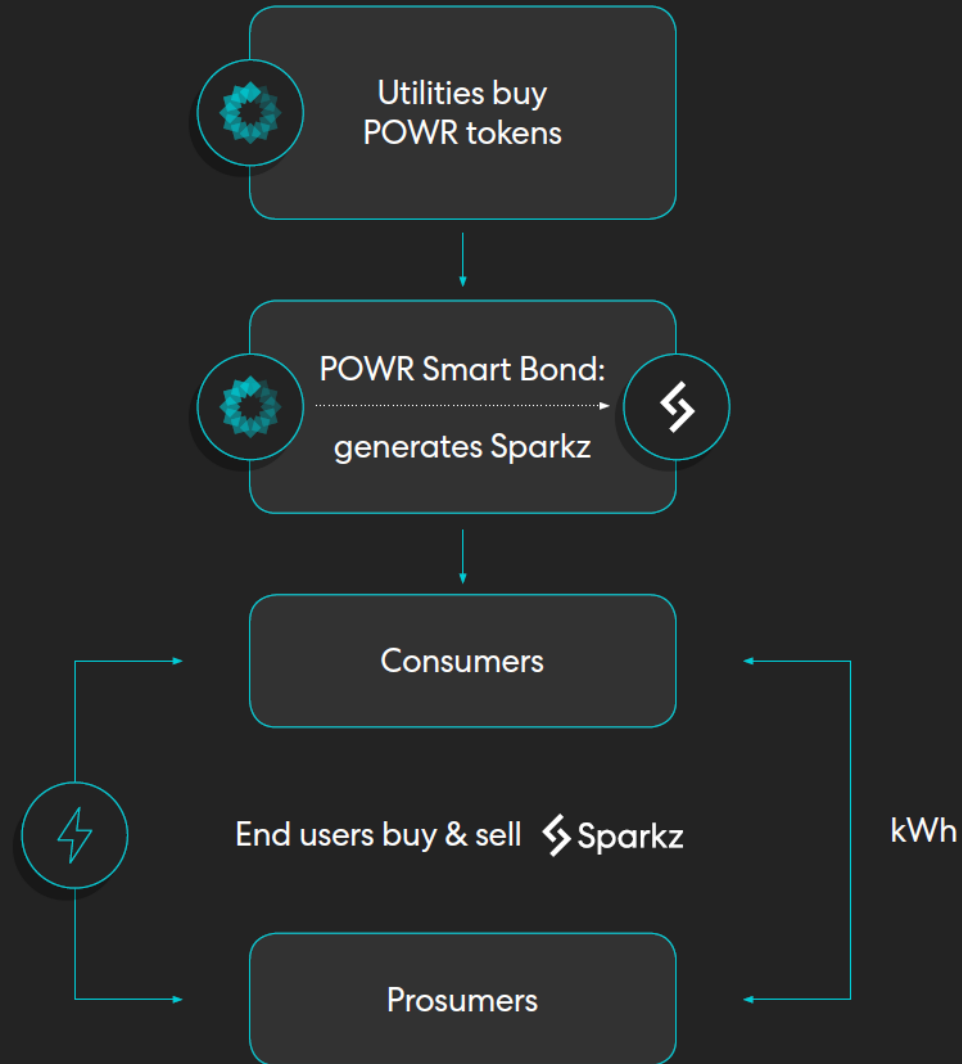 Utilities buy
POWR tokens
POWR Smart Bond:
generates Sparkz
Consumers
End users buy & sell Sparkz
kWh
Prosumers